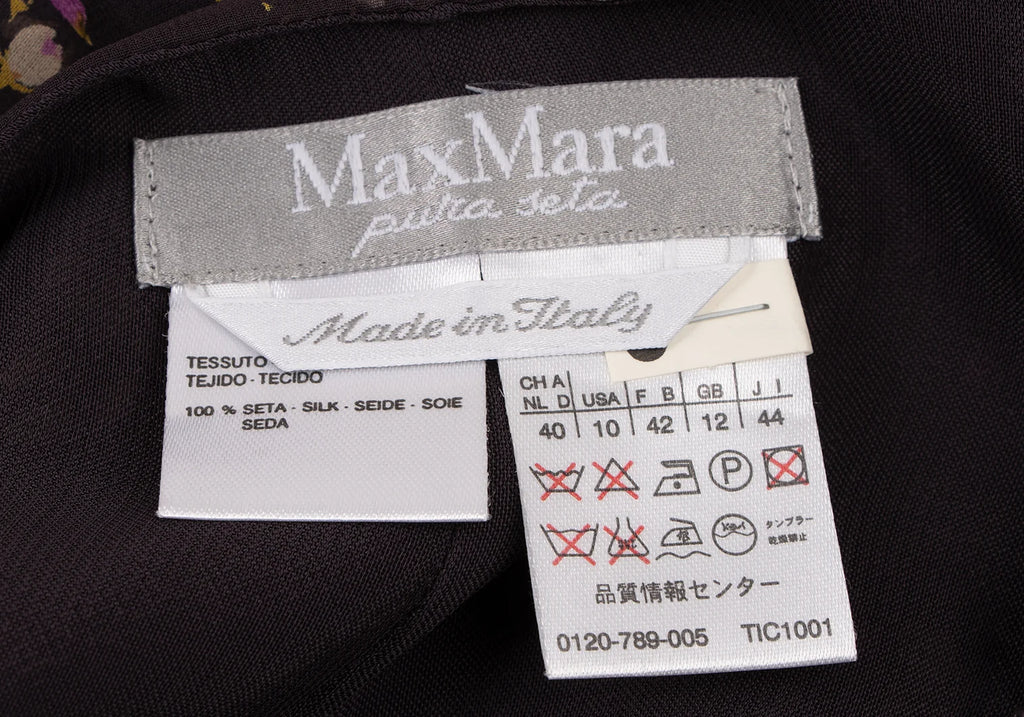 MaxMara
pura seta
Made in Italy
TESSUTO
TEJIDO - TECIDO
100 % SETA - SILK - SEIDE - SOIE
SEDA
CH A
NL D USA F B GB J I
40 10 42 12 44
P
タンブラー
乾燥禁止
品質情報センター
0120-789-005 TIC1001